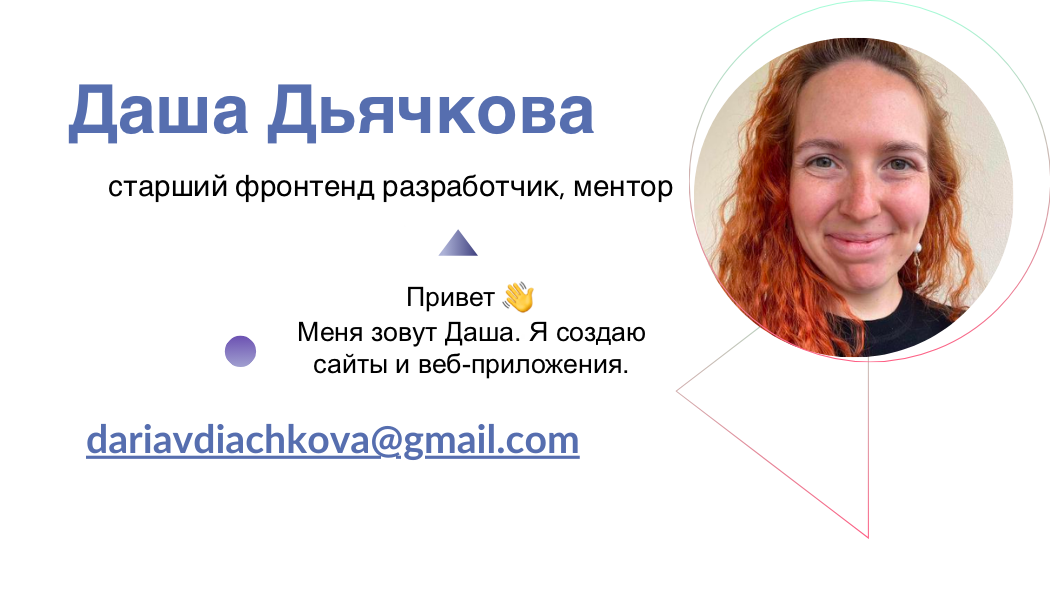 Даша Дьячкова
старший фронтенд разработчик, ментор
Привет 👋
Меня зовут Даша. Я создаю
сайты и веб-приложения.
dariavdiachkova@gmail.com